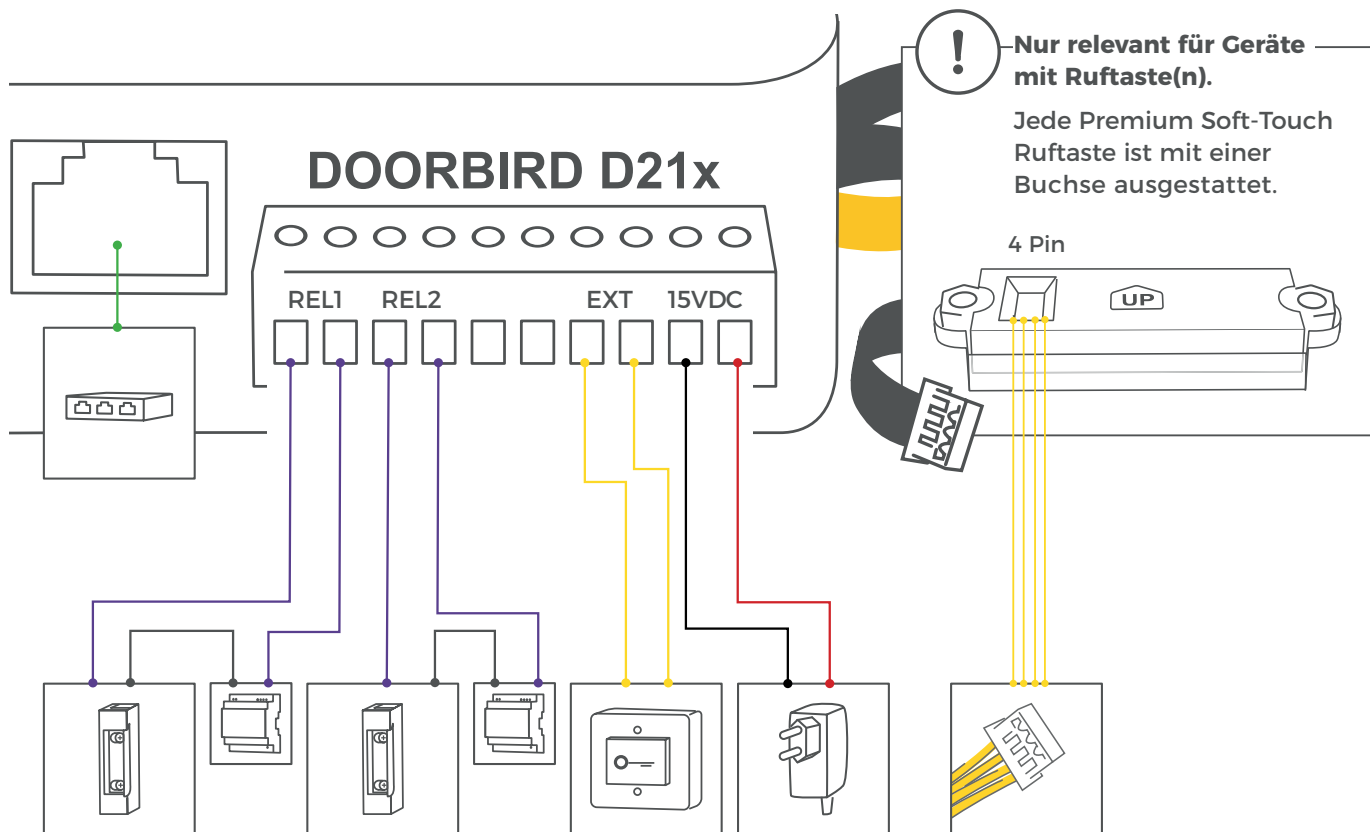 !
Nur relevant für Geräte
mit Ruftaste(n).
Jede Premium Soft-Touch
Ruftaste ist mit einer
Buchse ausgestattet.
4 Pin
UP
DOORBIRD D21x
REL1 REL2 EXT 15VDC